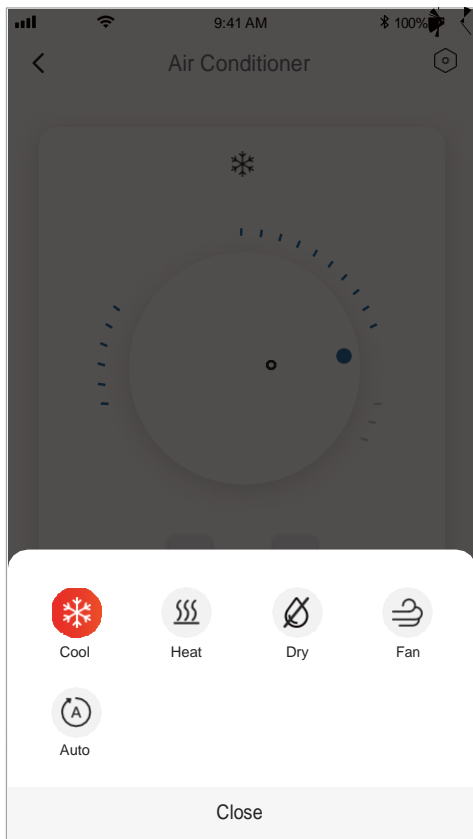 9:41 AM 100%
Air Conditioner
Cool Heat Dry Fan
A
Auto
Close